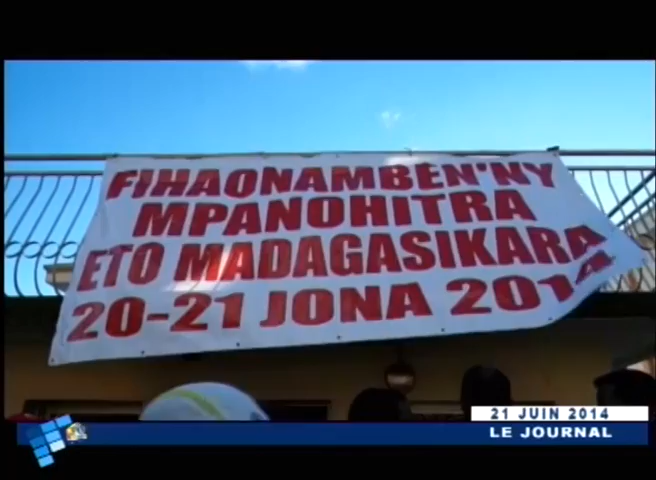 FIHAONAMBEN'NY
MPANOHITRA
ETO MADAGASIKARA
20-21 JONA 2014
21 JUIN 2014
LE JOURNAL